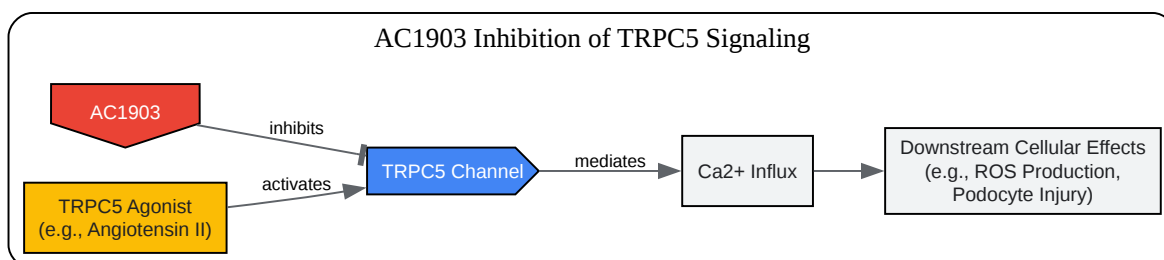 AC1903 Inhibition of TRPC5 Signaling
AC1903
inhibits
TRPC5 Agonist
(e.g., Angiotensin II)
activates
TRPC5 Channel
mediates
Ca2+ Influx
Downstream Cellular Effects
(e.g., ROS Production,
Podocyte Injury)